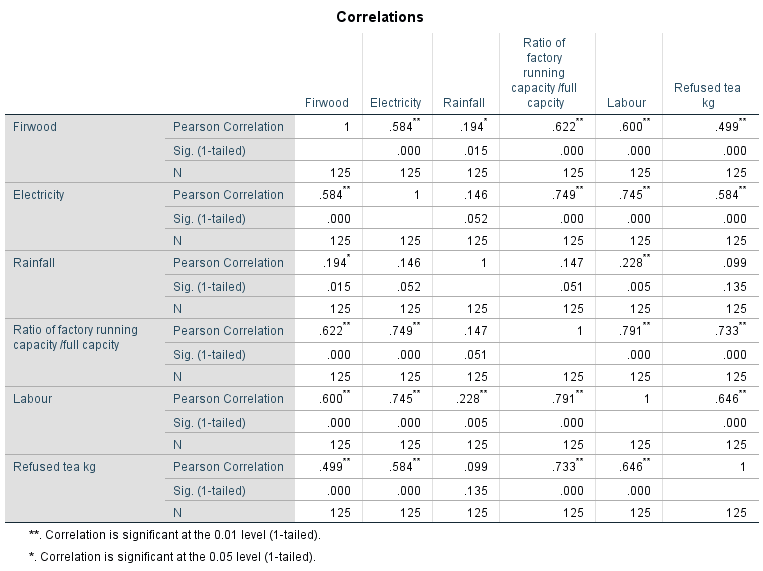 Correlations
Firwood Electricity Rainfall Ratio of factory running capacity /full capcity Labour Refused tea kg
Firwood Pearson Correlation 1 .584** .194* .622** .600** .499**
Sig. (1-tailed) .000 .015 .000 .000 .000
N 125 125 125 125 125 125
Electricity Pearson Correlation .584** 1 .146 .749** .745** .584**
Sig. (1-tailed) .000 .052 .000 .000 .000
N 125 125 125 125 125 125
Rainfall Pearson Correlation .194* .146 1 .147 .228** .099
Sig. (1-tailed) .015 .052 .051 .005 .135
N 125 125 125 125 125 125
Ratio of factory running capacity /full capcity Pearson Correlation .622** .749** .147 1 .791** .733**
Sig. (1-tailed) .000 .000 .051 .000 .000
N 125 125 125 125 125 125
Labour Pearson Correlation .600** .745** .228** .791** 1 .646**
Sig. (1-tailed) .000 .000 .005 .000 .000
N 125 125 125 125 125 125
Refused tea kg Pearson Correlation .499** .584** .099 .733** .646** 1
Sig. (1-tailed) .000 .000 .135 .000 .000
N 125 125 125 125 125 125
**. Correlation is significant at the 0.01 level (1-tailed).
*. Correlation is significant at the 0.05 level (1-tailed).